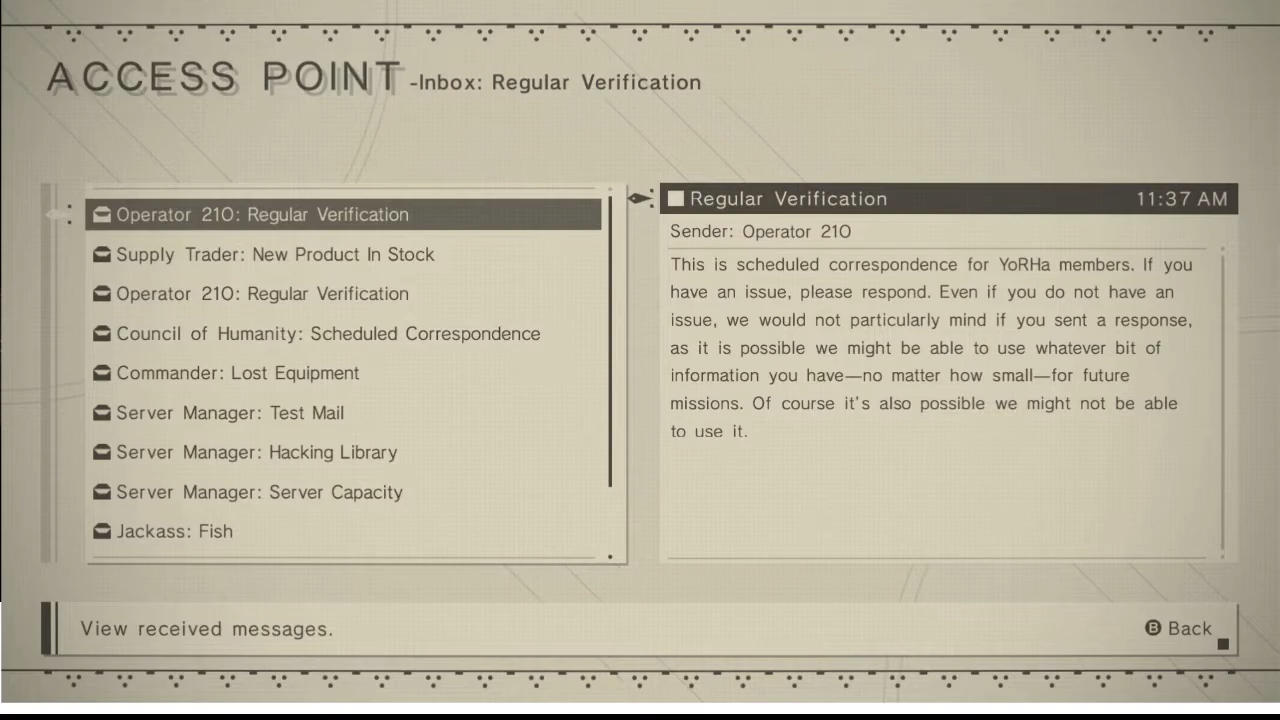 ACCESS POINT -Inbox: Regular Verification
Operator 21O: Regular Verification
Supply Trader: New Product In Stock
Operator 21O: Regular Verification
Council of Humanity: Scheduled Correspondence
Commander: Lost Equipment
Server Manager: Test Mail
Server Manager: Hacking Library
Server Manager: Server Capacity
Jackass: Fish
Regular Verification 11:37 AM
Sender: Operator 21O
This is scheduled correspondence for YoRHa members. If you
have an issue, please respond. Even if you do not have an
issue, we would not particularly mind if you sent a response,
as it is possible we might be able to use whatever bit of
information you have—no matter how small—for future
missions. Of course it's also possible we might not be able
to use it.
View received messages.
B Back